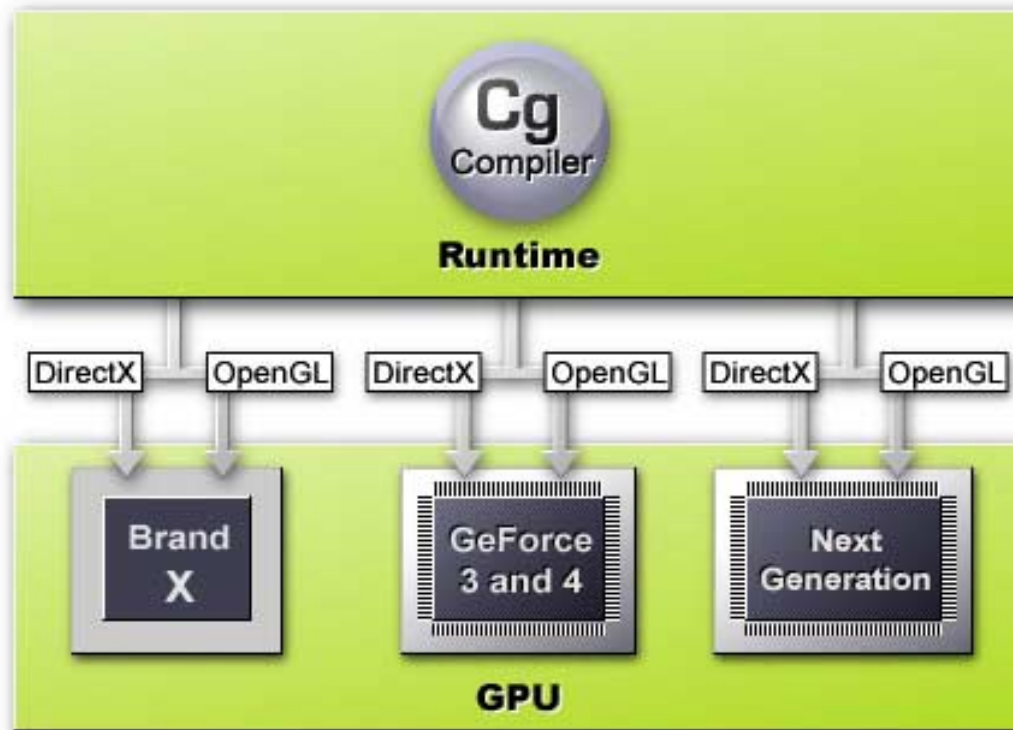 Cg
Compiler
Runtime
DirectX
OpenGL
DirectX
OpenGL
DirectX
OpenGL
Brand
X
GeForce
3 and 4
Next
Generation
GPU